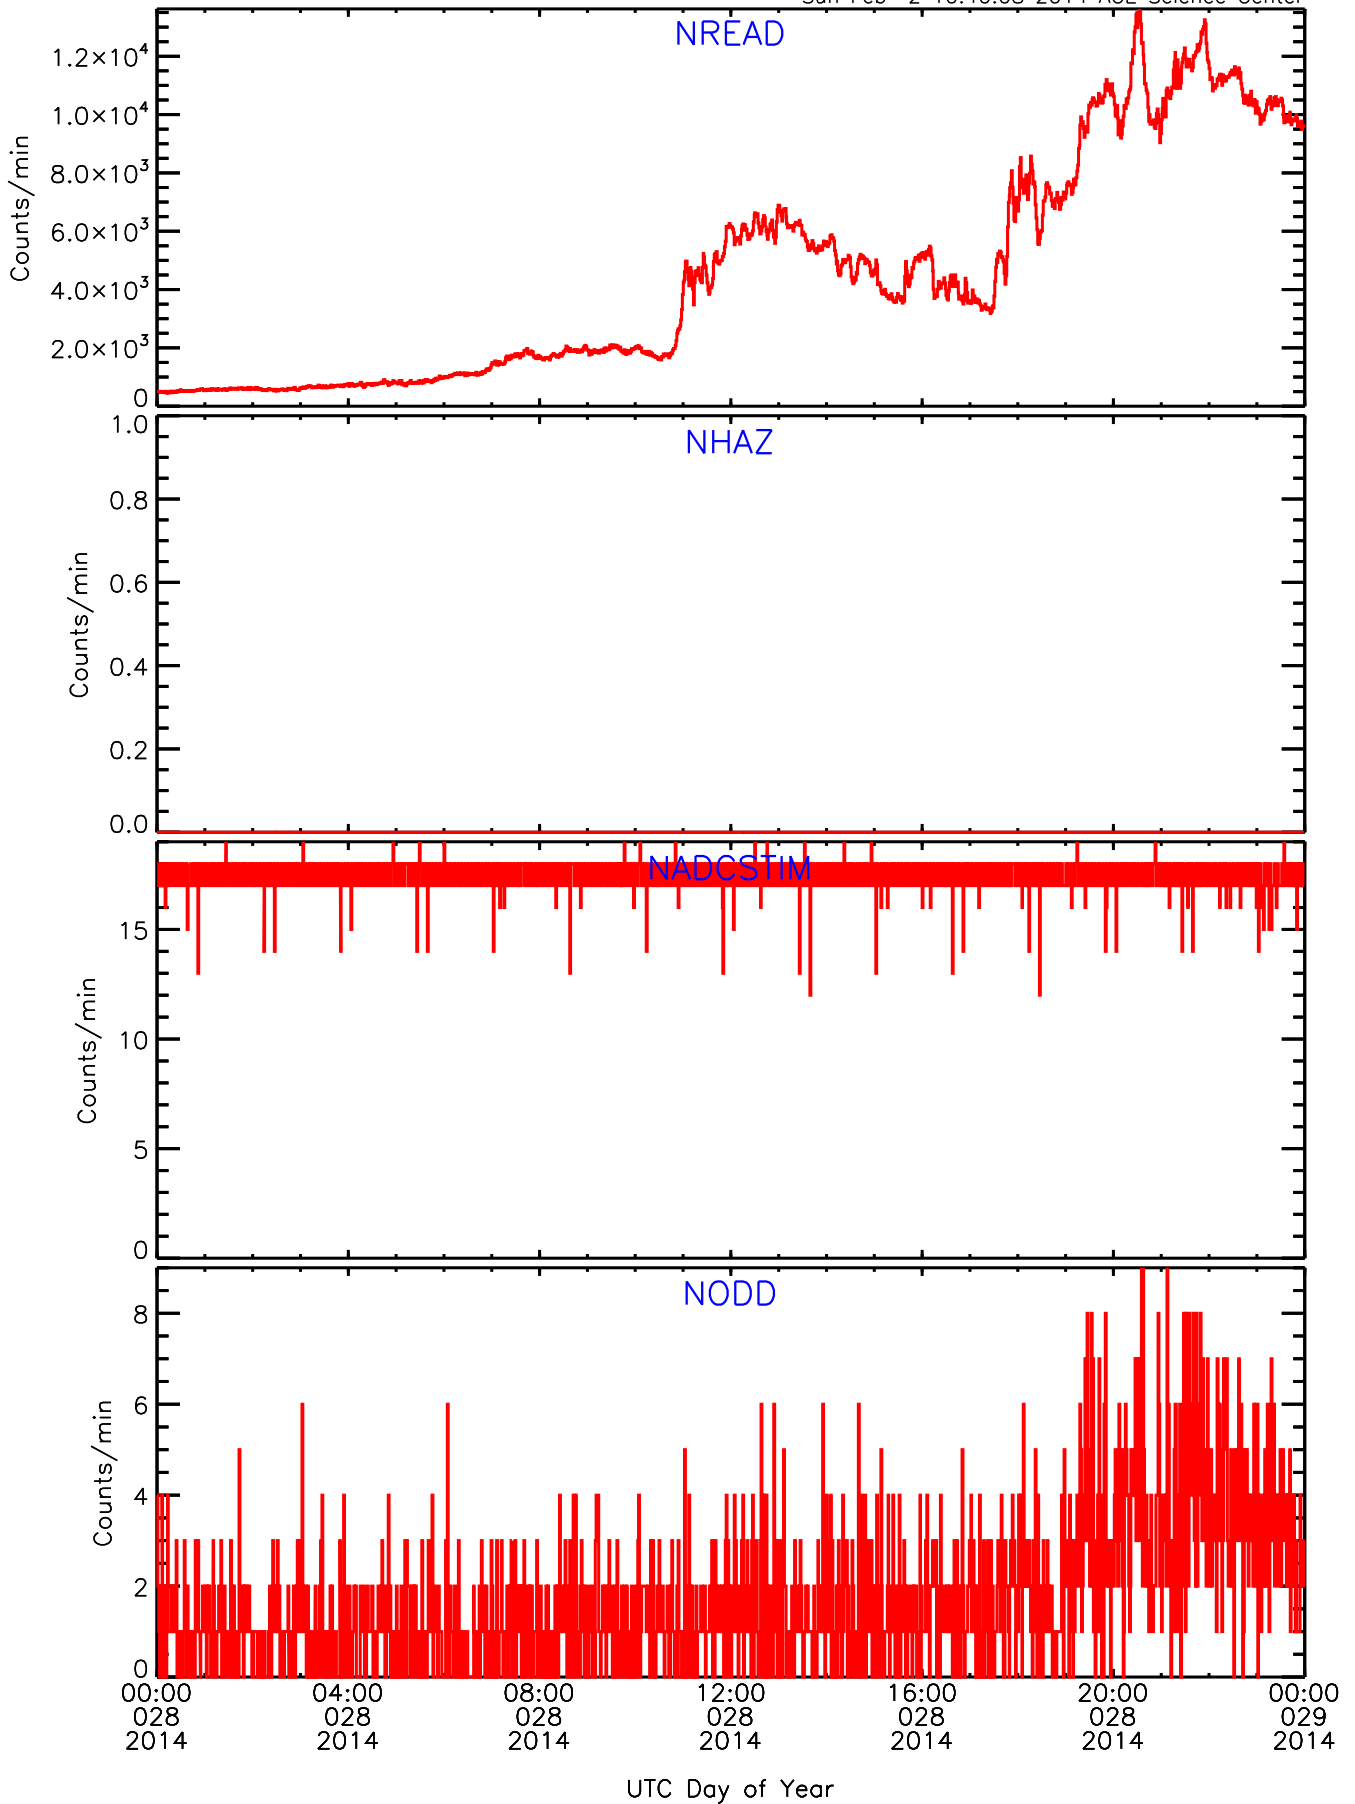 NREAD
1.2×10⁴
1.0×10⁴
8.0×10³
6.0×10³
4.0×10³
2.0×10³
0
Counts/min
NHAZ
1.0
0.8
0.6
0.4
0.2
0.0
Counts/min
NADCSTIM
15
10
5
0
Counts/min
NODD
8
6
4
2
0
Counts/min
00:00 04:00 08:00 12:00 16:00 20:00 00:00
028 028 028 028 028 028 029
2014 2014 2014 2014 2014 2014 2014
UTC Day of Year